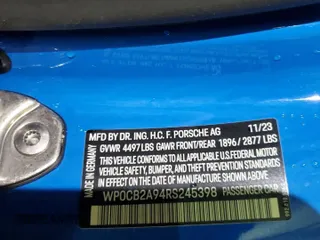 MFD BY DR. ING. H.C. F. PORSCHE AG 11/23
GVWR 4497 LBS GAWR FRONT/REAR 1896/2877 LBS
THIS VEHICLE CONFORMS TO ALL APPLICABLE
U.S. FEDERAL MOTOR VEHICLE
SAFETY, BUMPER, AND THEFT PREVENTION STANDARDS
IN EFFECT ON THE DATE OF MANUFACTURE SHOWN ABOVE
WP0CB2A94RS245398 PASSENGER CAR
MADE IN GERMANY